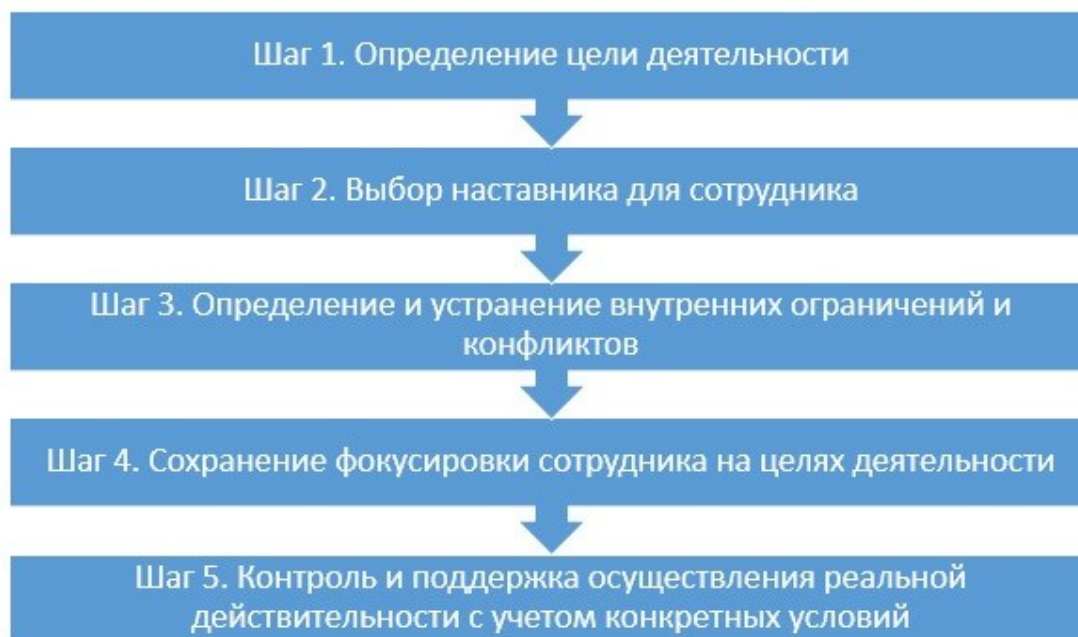 Шаг 1. Определение цели деятельности
Шаг 2. Выбор наставника для сотрудника
Шаг 3. Определение и устранение внутренних ограничений и
конфликтов
Шаг 4. Сохранение фокусировки сотрудника на целях деятельности
Шаг 5. Контроль и поддержка осуществления реальной
действительности с учетом конкретных условий